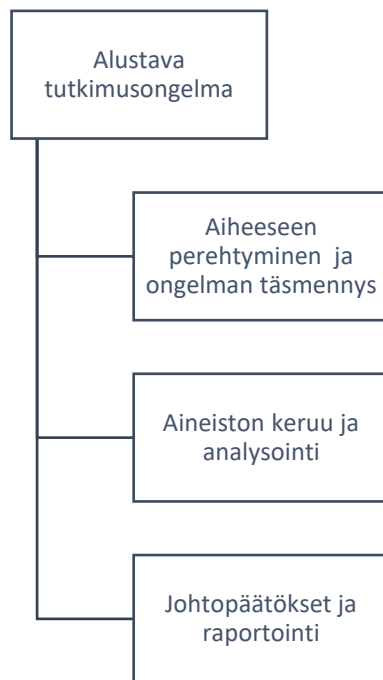 Alustava
tutkimusongelma
Aiheeseen
perehtyminen ja
ongelman täsmennys
Aineiston keruu ja
analysointi
Johtopäätökset ja
raportointi